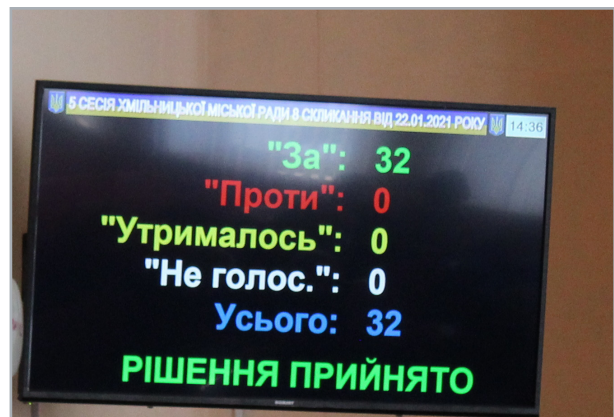 5 СЕСІЯ ХМІЛЬНИЦЬКОЇ МІСЬКОЇ РАДИ 8 СКЛИКАННЯ ВІД 22.01.2021 РОКУ 14:36
"За": 32
"Проти": 0
"Утрималось": 0
"Не голос.": 0
Усього: 32
РІШЕННЯ ПРИЙНЯТО